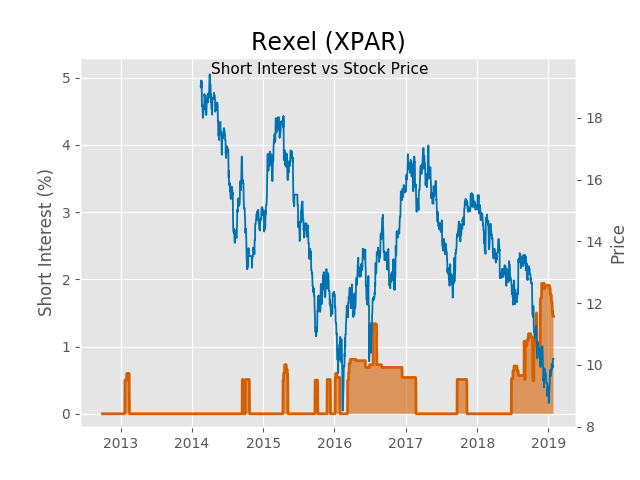 Rexel (XPAR)
Short Interest vs Stock Price
5
4
3
2
1
0
Short Interest (%)
18
16
14
12
10
8
Price
2013 2014 2015 2016 2017 2018 2019